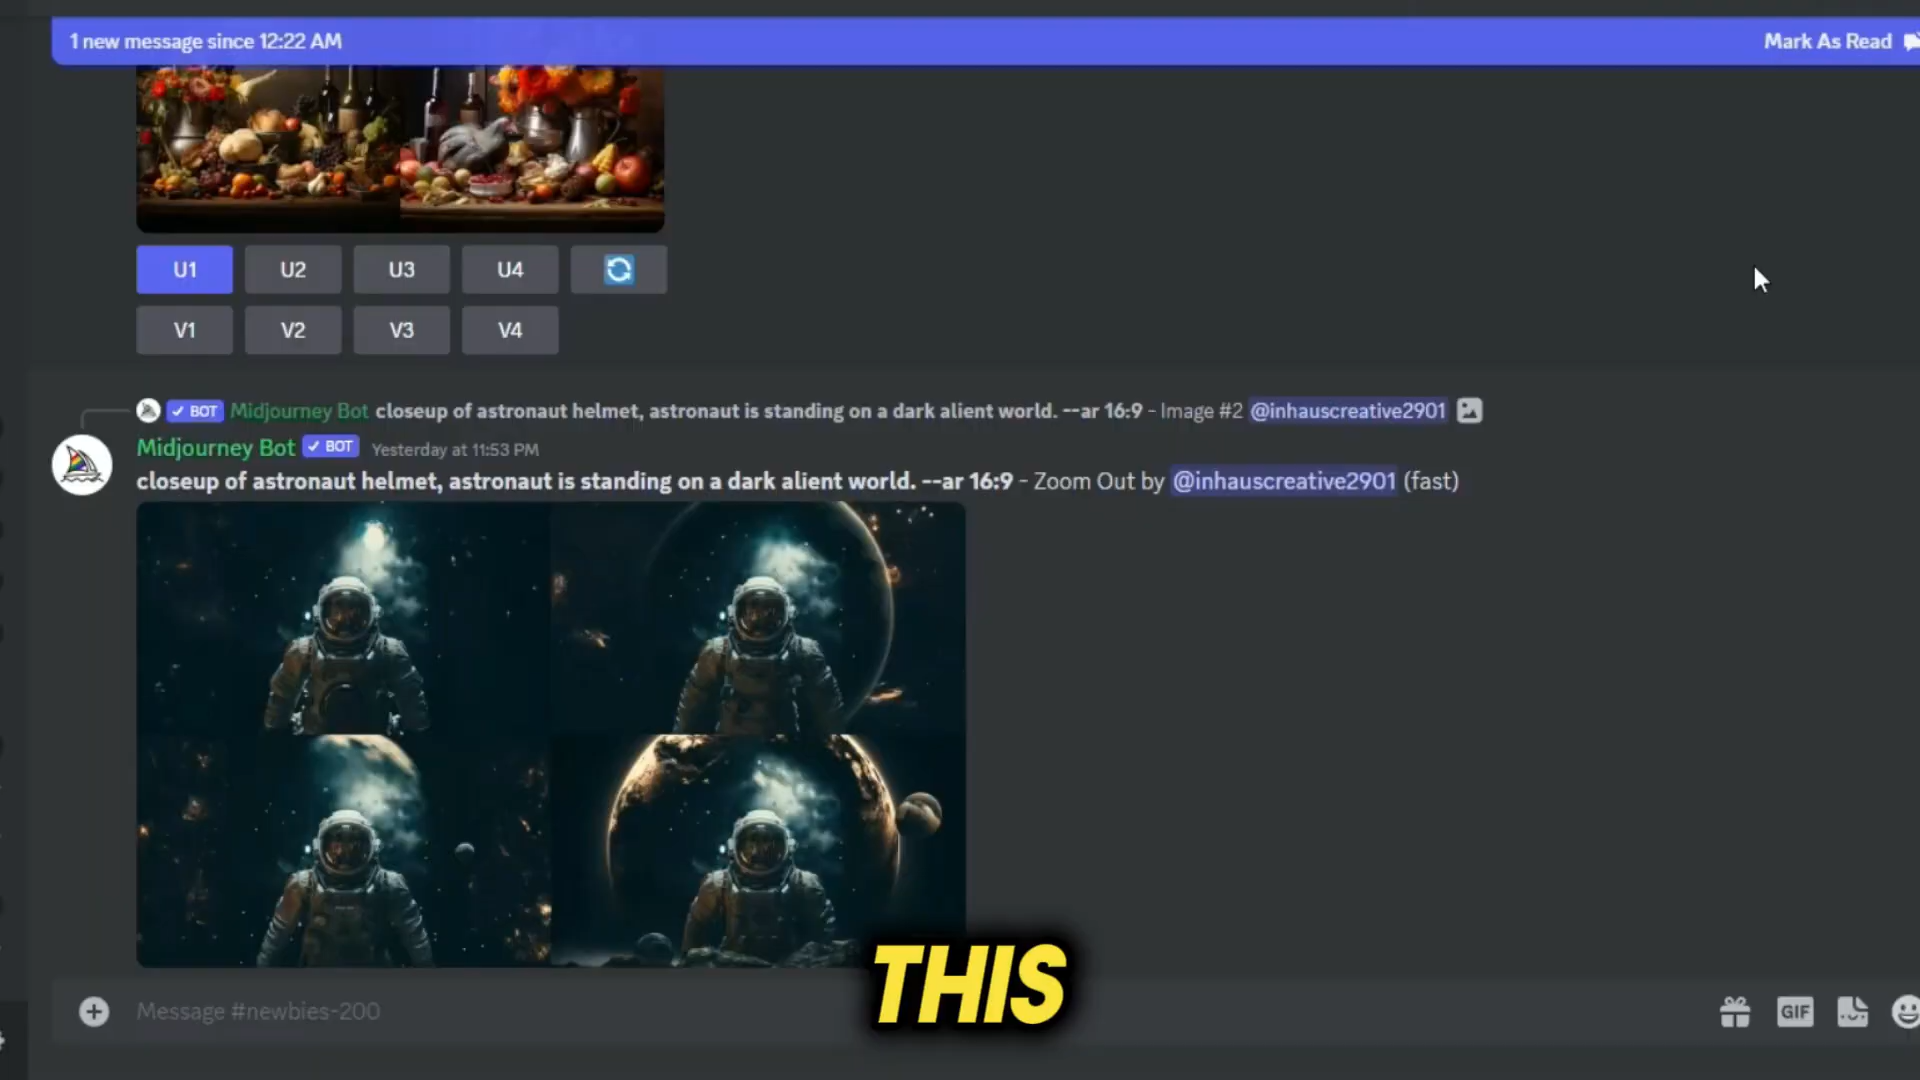 1 new message since 12:22 AM Mark As Read
U1 U2 U3 U4
V1 V2 V3 V4
BOT Midjourney Bot closeup of astronaut helmet, astronaut is standing on a dark alient world. --ar 16:9 - Image #2 @inhauscreative2901
Midjourney Bot BOT Yesterday at 11:53 PM
closeup of astronaut helmet, astronaut is standing on a dark alient world. --ar 16:9 - Zoom Out by @inhauscreative2901 (fast)
THIS
Message #newbies-200 GIF